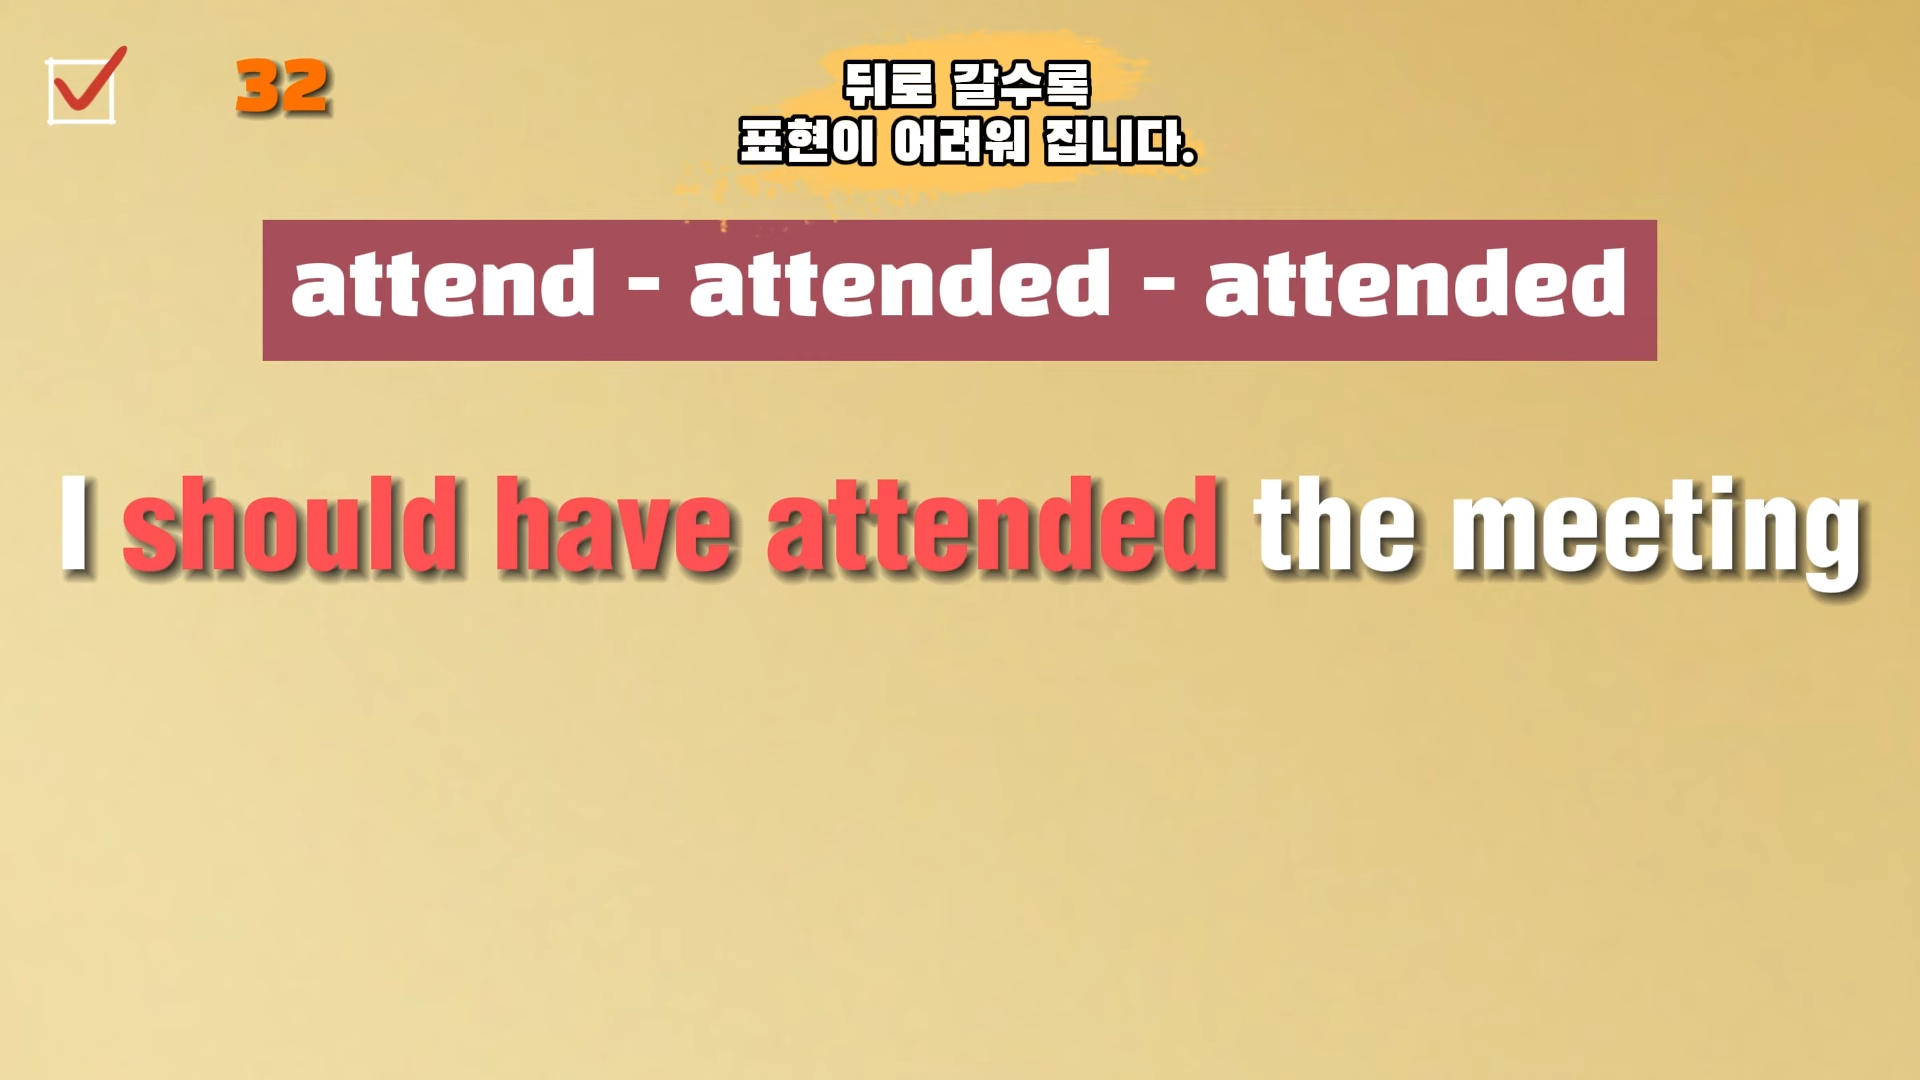 32
뒤로 갈수록
표현이 어려워 집니다.
attend - attended - attended
I should have attended the meeting